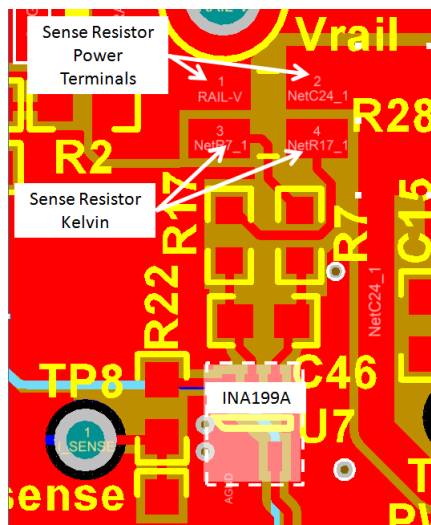 Sense Resistor
Power
Terminals
Vrail
1
RAIL-V
2
NetC24_1
R28
3
NetR7_1
4
NetR17_1
R2
Sense Resistor
Kelvin
R17
R7
C15
R22
NetC24_1
TP8
INA199A
C46
U7
1
I_SENSE
AGND
sense
T
PV